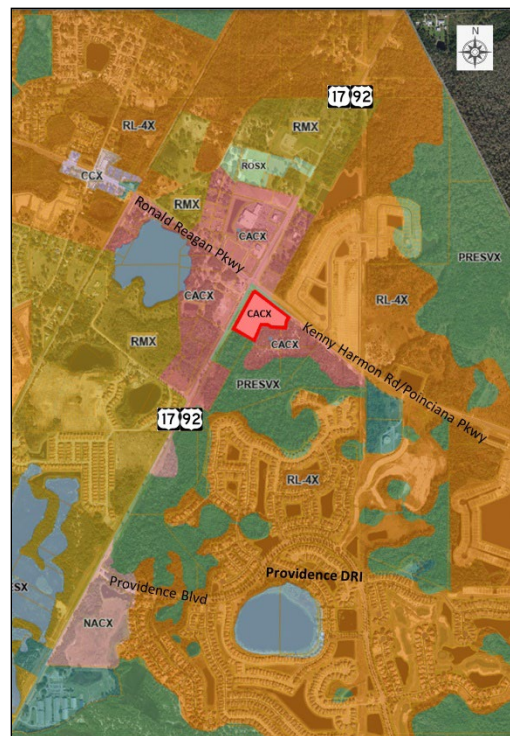 N
17 92
RL-4X
RMX
ROSX
CCX
RMX
Ronald Reagan Pkwy
CACX
PRESVX
CACX
CACX
RL-4X
Kenny Harmon Rd/Poinciana Pkwy
CACX
RMX
PRESVX
17 92
RL-4X
Providence DRI
Providence Blvd
SX
NACX